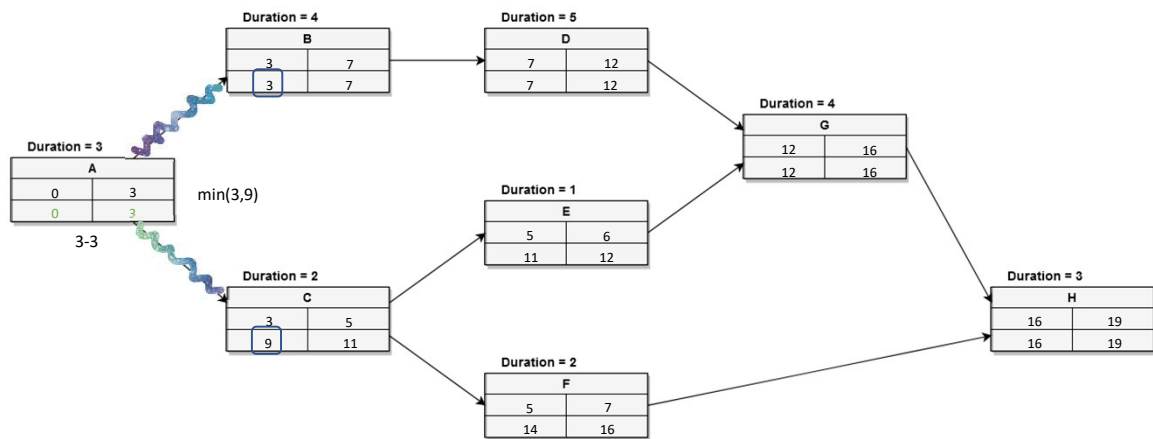 Duration = 4
B
3 7
3 7
Duration = 5
D
7 12
7 12
Duration = 4
G
12 16
12 16
Duration = 3
A
0 3
0 3
min(3,9)
3-3
Duration = 1
E
5 6
11 12
Duration = 2
C
3 5
9 11
Duration = 3
H
16 19
16 19
Duration = 2
F
5 7
14 16